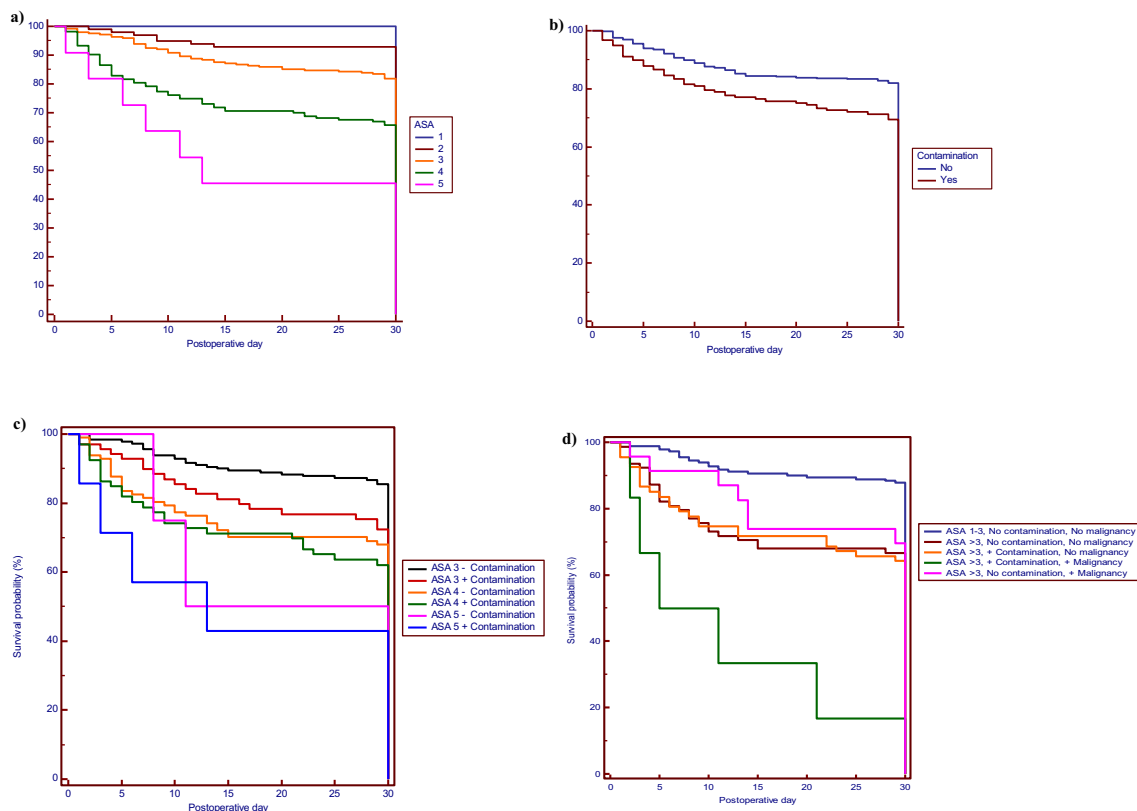 a)
100
90
80
70
60
50
40
30
20
10
0
0 5 10 15 20 25 30
Postoperative day
ASA
1
2
3
4
5
b)
100
80
60
40
20
0
0 5 10 15 20 25 30
Postoperative day
Contamination
No
Yes
c)
Survival probability (%)
100
80
60
40
20
0
0 5 10 15 20 25 30
Postoperative day
ASA 3 - Contamination
ASA 3 + Contamination
ASA 4 - Contamination
ASA 4 + Contamination
ASA 5 - Contamination
ASA 5 + Contamination
d)
Survival probability (%)
100
80
60
40
20
0
0 5 10 15 20 25 30
Postoperative day
ASA 1-3, No contamination, No malignancy
ASA >3, No contamination, No malignancy
ASA >3, + Contamination, No malignancy
ASA >3, + Contamination, + Malignancy
ASA >3, No contamination, + Malignancy